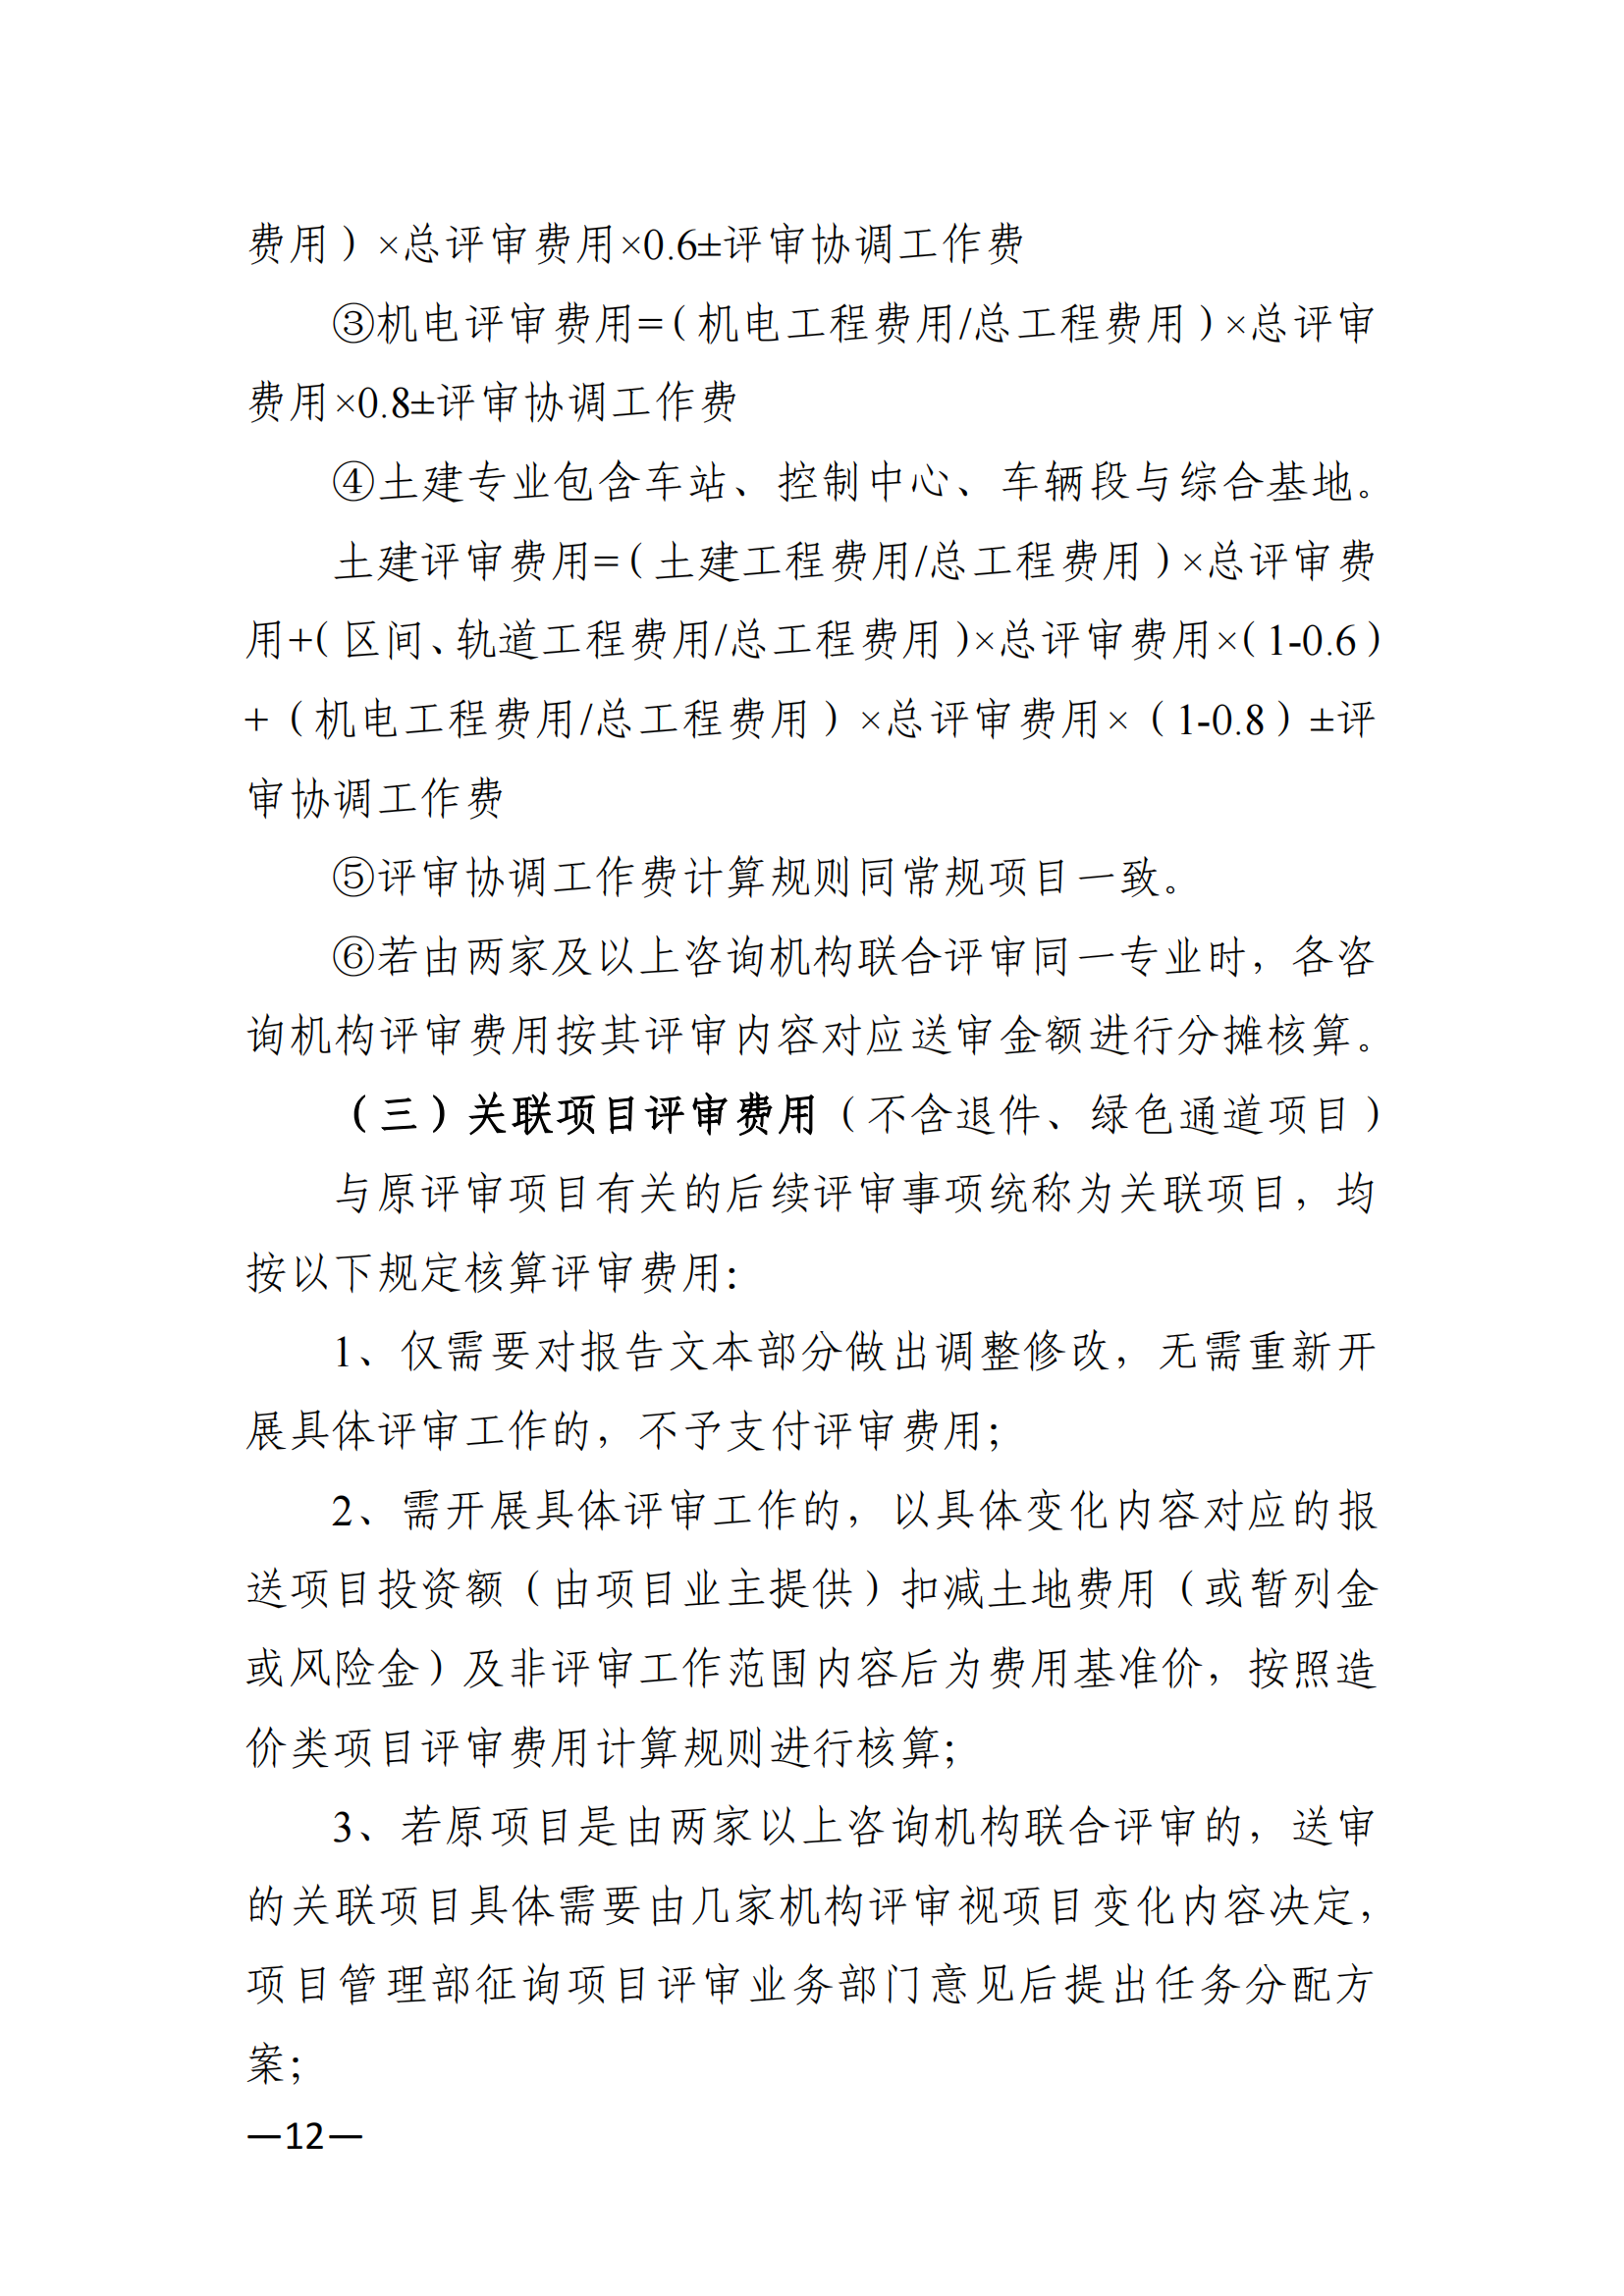 费用）×总评审费用×0.6±评审协调工作费
③机电评审费用=（机电工程费用/总工程费用）×总评审
费用×0.8±评审协调工作费
④土建专业包含车站、控制中心、车辆段与综合基地。
土建评审费用=（土建工程费用/总工程费用）×总评审费
用+（区间、轨道工程费用/总工程费用）×总评审费用×（1-0.6）
+（机电工程费用/总工程费用）×总评审费用×（1-0.8）±评
审协调工作费
⑤评审协调工作费计算规则同常规项目一致。
⑥若由两家及以上咨询机构联合评审同一专业时，各咨
询机构评审费用按其评审内容对应送审金额进行分摊核算。
（三）关联项目评审费用（不含退件、绿色通道项目）
与原评审项目有关的后续评审事项统称为关联项目，均
按以下规定核算评审费用：
1、仅需要对报告文本部分做出调整修改，无需重新开
展具体评审工作的，不予支付评审费用；
2、需开展具体评审工作的，以具体变化内容对应的报
送项目投资额（由项目业主提供）扣减土地费用（或暂列金
或风险金）及非评审工作范围内容后为费用基准价，按照造
价类项目评审费用计算规则进行核算；
3、若原项目是由两家以上咨询机构联合评审的，送审
的关联项目具体需要由几家机构评审视项目变化内容决定，
项目管理部征询项目评审业务部门意见后提出任务分配方
案；
—12—